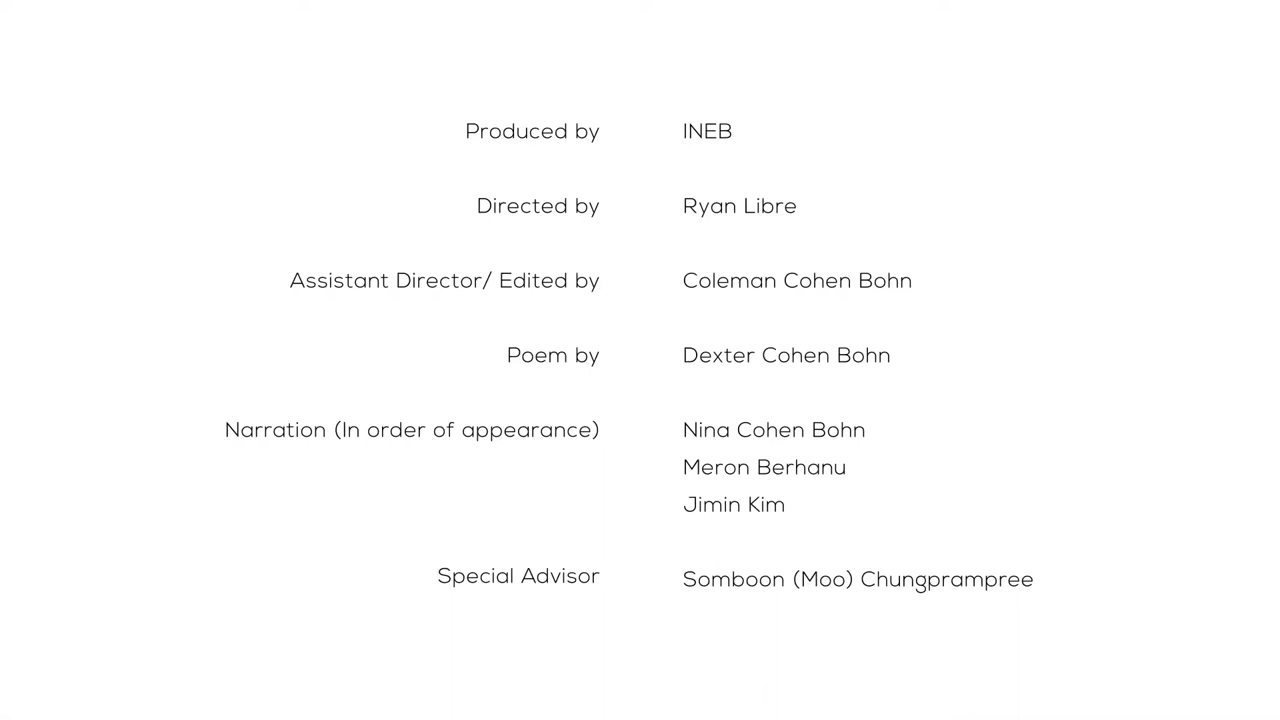 Produced by INEB
Directed by Ryan Libre
Assistant Director/ Edited by Coleman Cohen Bohn
Poem by Dexter Cohen Bohn
Narration (In order of appearance) Nina Cohen Bohn
Meron Berhanu
Jimin Kim
Special Advisor Somboon (Moo) Chungprampree